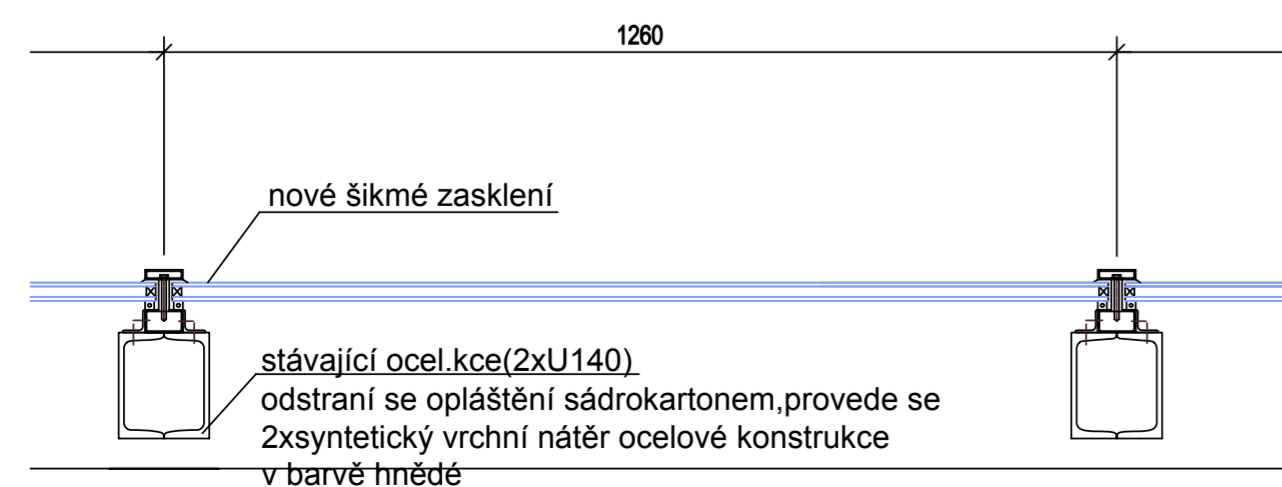 1260
nové šikmé zasklení
stávající ocel.kce(2xU140)
odstraní se opláštění sádrokartonem,provede se
2xsyntetický vrchní nátěr ocelové konstrukce
v barvě hnědé